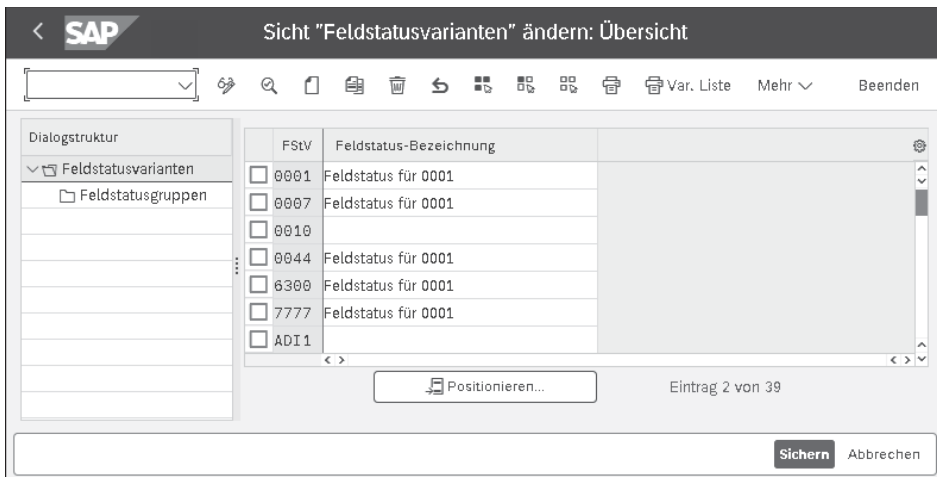 SAP Sicht "Feldstatusvarianten" ändern: Übersicht
Var. Liste Mehr Beenden
Dialogstruktur
Feldstatusvarianten
Feldstatusgruppen
FStV Feldstatus-Bezeichnung
0001 Feldstatus für 0001
0007 Feldstatus für 0001
0010
0044 Feldstatus für 0001
6300 Feldstatus für 0001
7777 Feldstatus für 0001
ADI1
Positionieren... Eintrag 2 von 39
Sichern Abbrechen